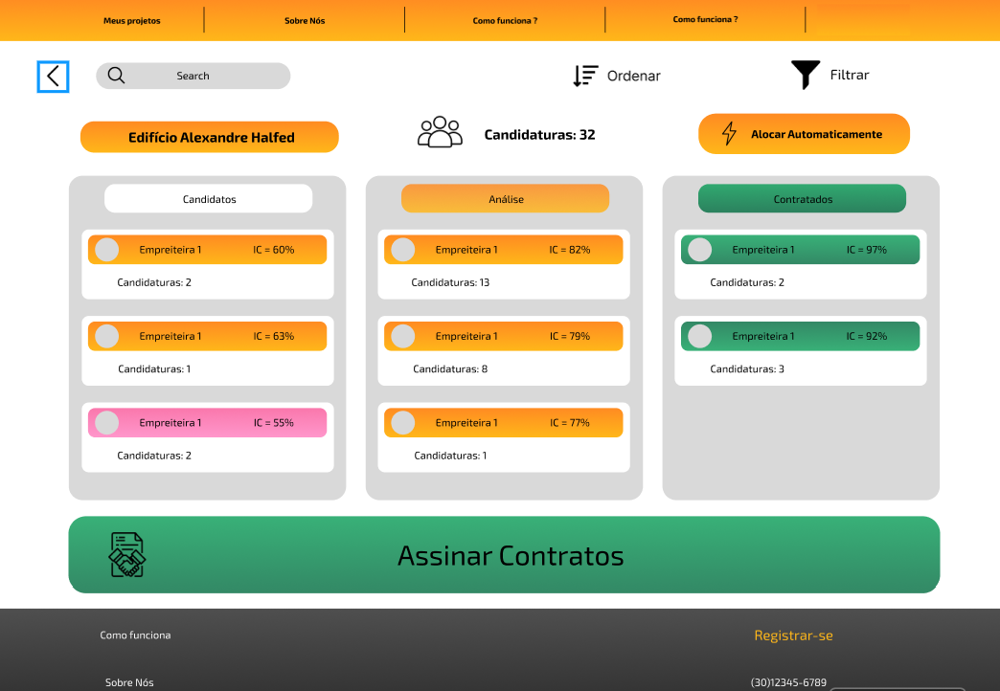 Meus projetos
Sobre Nós
Como funciona ?
Como funciona ?
Search
Ordenar
Filtrar
Edifício Alexandre Halfed
Candidaturas: 32
Alocar Automaticamente
Candidatos
Empreiteira 1 IC = 60%
Candidaturas: 2
Empreiteira 1 IC = 63%
Candidaturas: 1
Empreiteira 1 IC = 55%
Candidaturas: 2
Análise
Empreiteira 1 IC = 82%
Candidaturas: 13
Empreiteira 1 IC = 79%
Candidaturas: 8
Empreiteira 1 IC = 77%
Candidaturas: 1
Contratados
Empreiteira 1 IC = 97%
Candidaturas: 2
Empreiteira 1 IC = 92%
Candidaturas: 3
Assinar Contratos
Como funciona
Registrar-se
Sobre Nós
(30)12345-6789